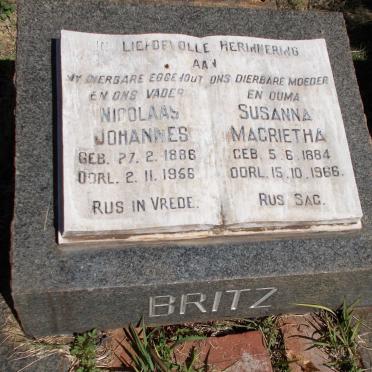 IN LIEFDEVOLLE HERINNERING
AAN
MY DIERBARE EGGENOOT
EN ONS VADER
NICOLAAS
JOHANNES
GEB. 27. 2. 1886
OORL. 2. 11. 1956
RUS IN VREDE.
ONS DIERBARE MOEDER
EN OUMA
SUSANNA
MAGRIETHA
GEB. 5. 6. 1884
OORL. 15. 10. 1966.
RUS SAG.
BRITZ